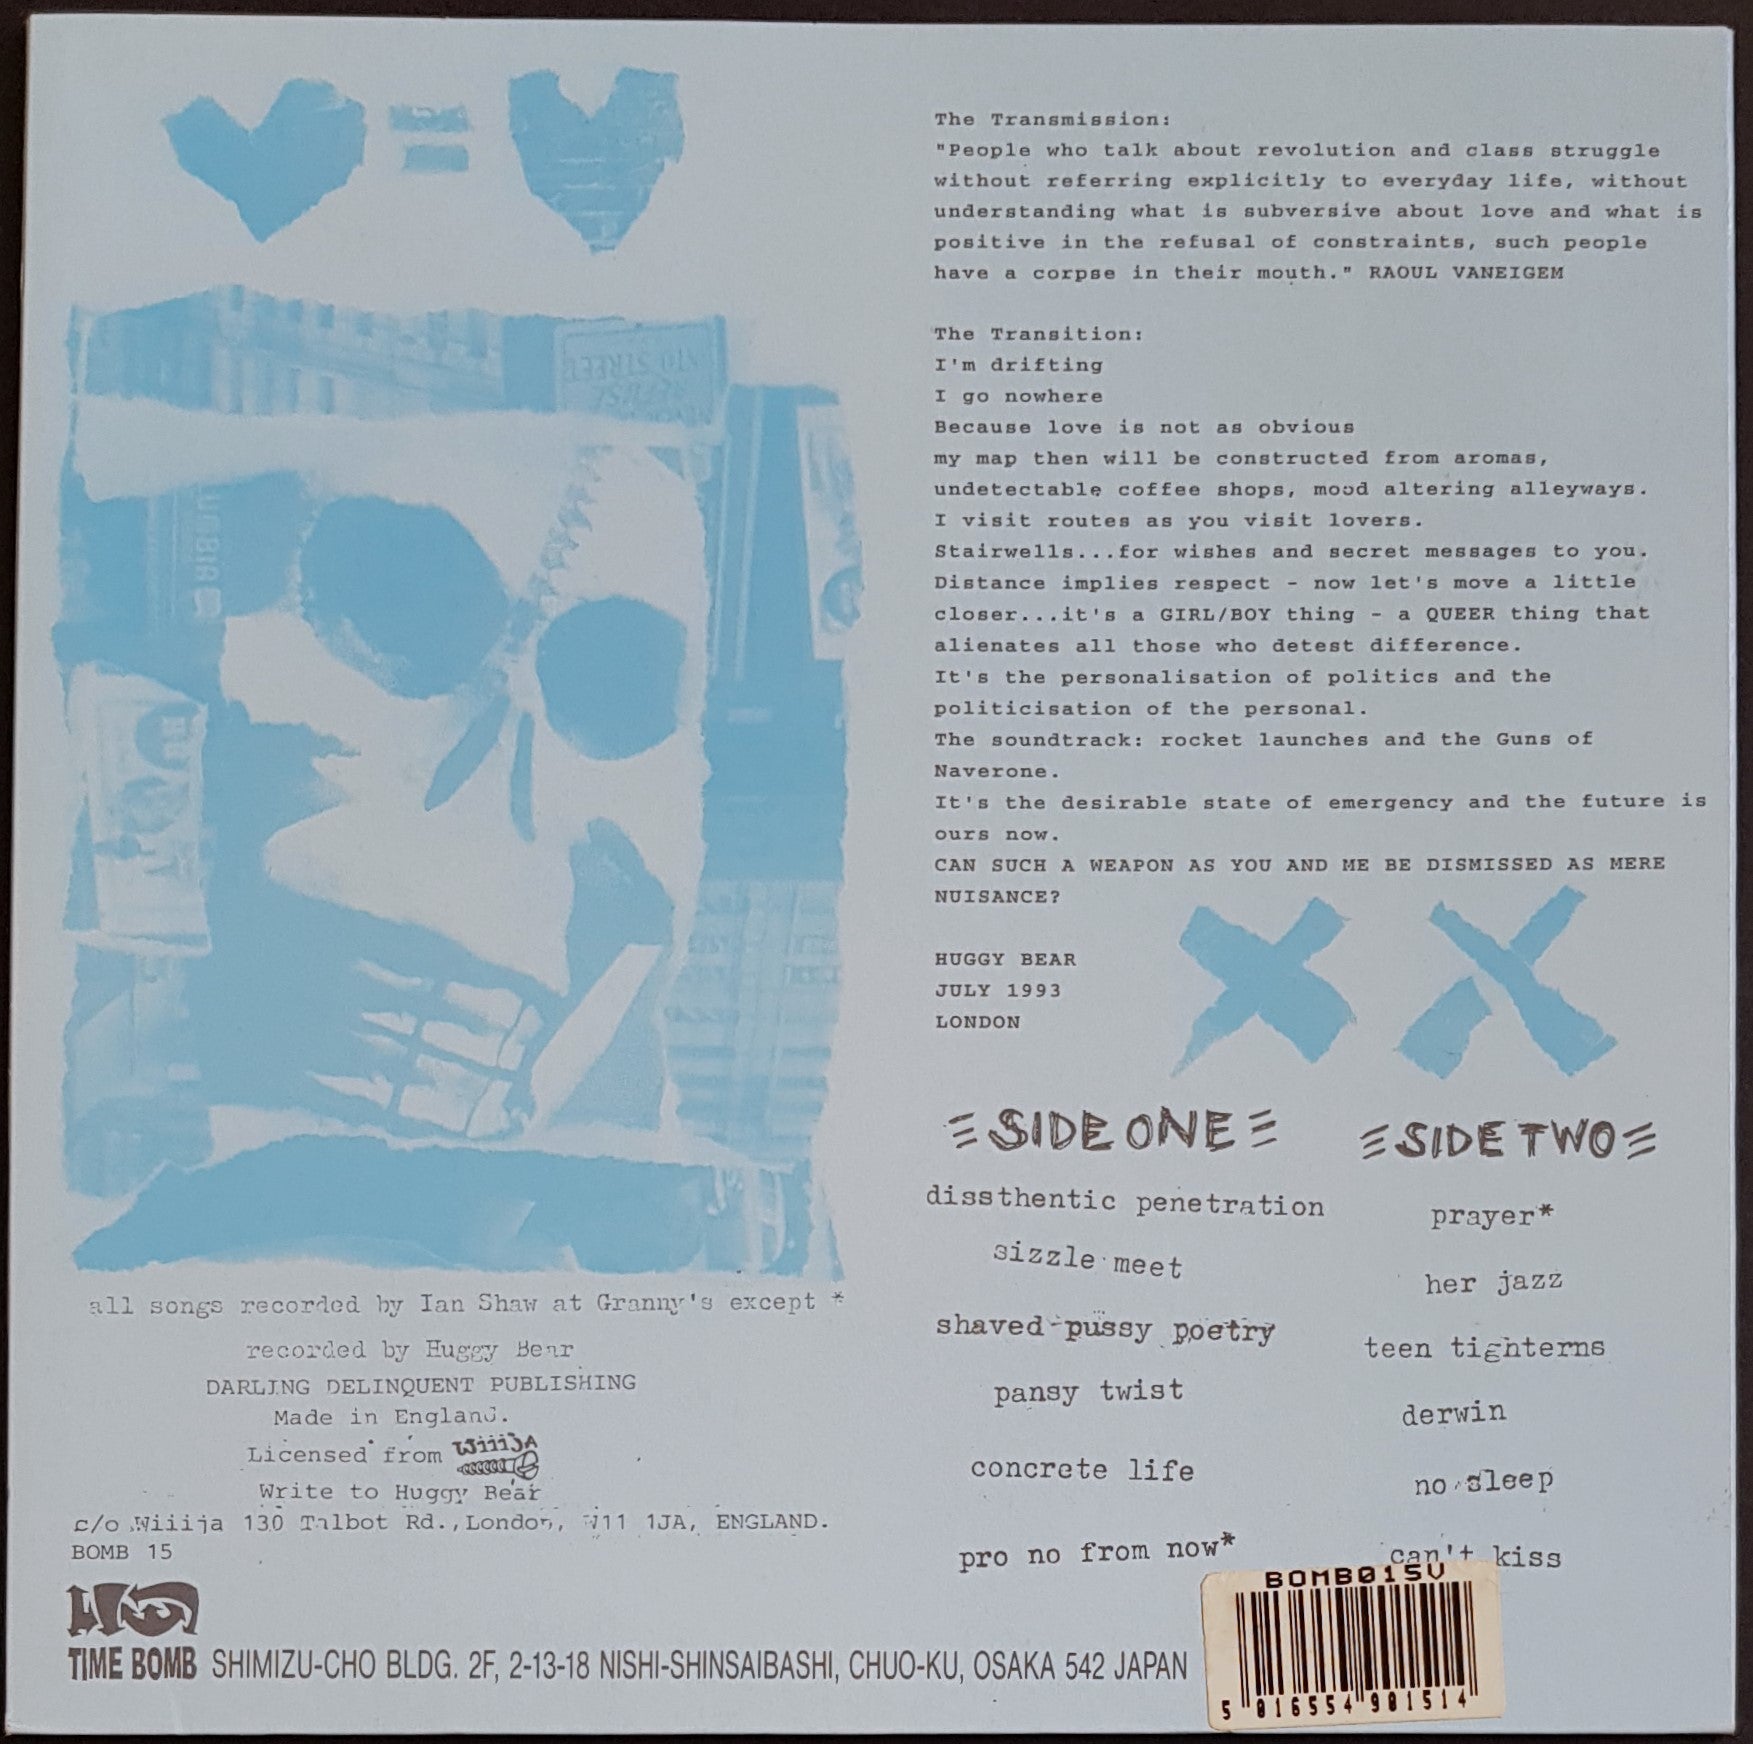 The Transmission:
"People who talk about revolution and class struggle
without referring explicitly to everyday life, without
understanding what is subversive about love and what is
positive in the refusal of constraints, such people
have a corpse in their mouth." RAOUL VANEIGEM
The Transition:
I'm drifting
I go nowhere
Because love is not as obvious
my map then will be constructed from aromas,
undetectable coffee shops, mood altering alleyways.
I visit routes as you visit lovers.
Stairwells...for wishes and secret messages to you.
Distance implies respect - now let's move a little
closer...it's a GIRL/BOY thing - a QUEER thing that
alienates all those who detest difference.
It's the personalisation of politics and the
politicisation of the personal.
The soundtrack: rocket launches and the Guns of
Naverone.
It's the desirable state of emergency and the future is
ours now.
CAN SUCH A WEAPON AS YOU AND ME BE DISMISSED AS MERE
NUISANCE?
HUGGY BEAR
JULY 1993
LONDON
SIDE ONE
dissthentic penetration
sizzle meet
shaved pussy poetry
pansy twist
concrete life
pro no from now*
SIDE TWO
prayer*
her jazz
teen tighterns
derwin
no sleep
can't kiss
all songs recorded by Ian Shaw at Granny's except *
recorded by Huggy Bear
DARLING DELINQUENT PUBLISHING
Made in England.
Licensed from Wiiija
Write to Huggy Bear
c/o Wiiija 130 Talbot Rd., London, W11 1JA, ENGLAND.
BOMB 15
TIME BOMB SHIMIZU-CHO BLDG. 2F, 2-13-18 NISHI-SHINSAIBASHI, CHUO-KU, OSAKA 542 JAPAN
BOMB015V
5 016554 981514